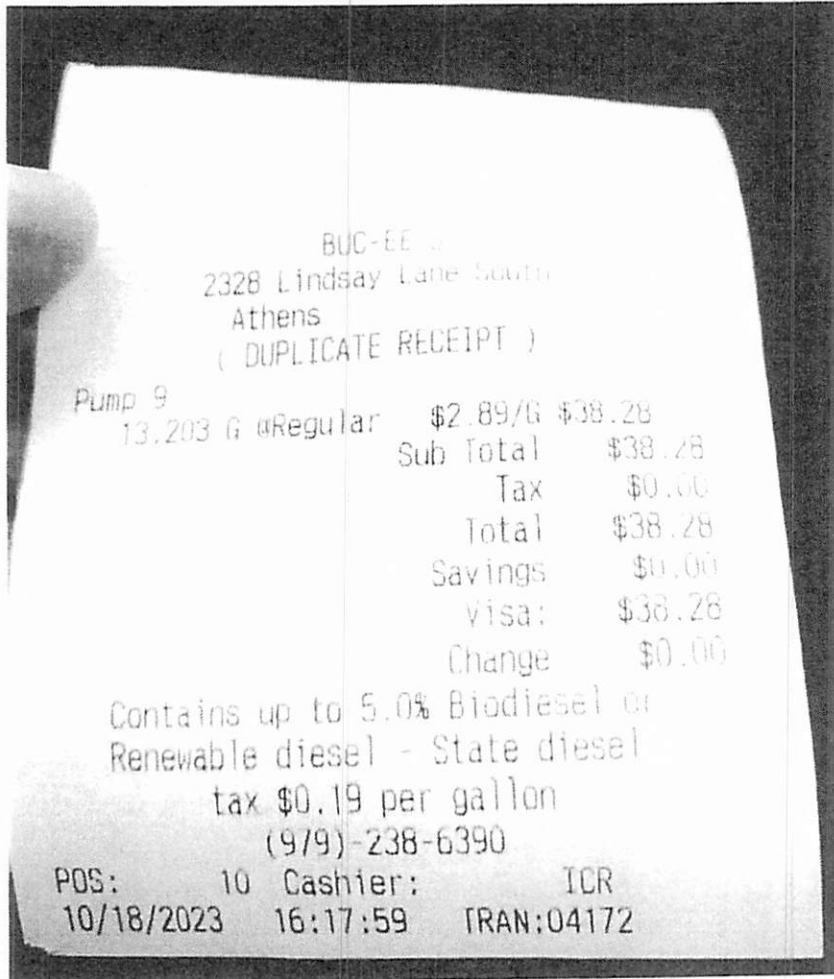 BUC-EE
2328 Lindsay Lane South
Athens
( DUPLICATE RECEIPT )
Pump 9
13.203 G @Regular $2.89/G $38.28
Sub Total $38.28
Tax $0.00
Total $38.28
Savings $0.00
Visa: $38.28
Change $0.00
Contains up to 5.0% Biodiesel or
Renewable diesel - State diesel
tax $0.19 per gallon
(979)-238-6390
POS: 10 Cashier: ICR
10/18/2023 16:17:59 TRAN:04172